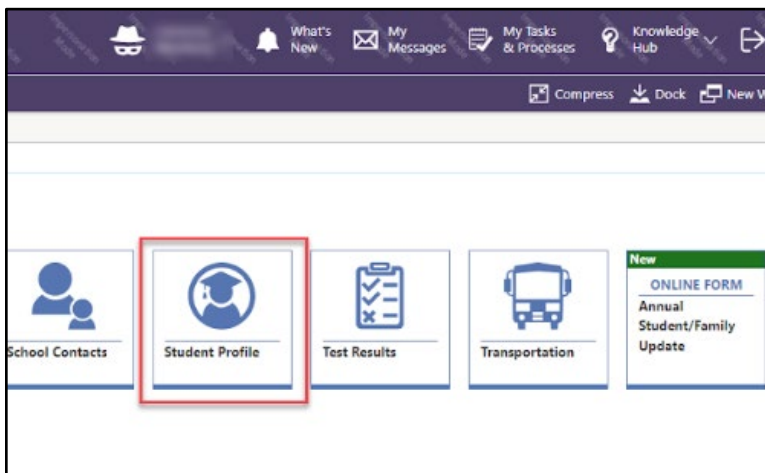 What's New
My Messages
My Tasks & Processes
Knowledge Hub
Compress
Dock
New
School Contacts
Student Profile
Test Results
Transportation
New
ONLINE FORM
Annual
Student/Family
Update